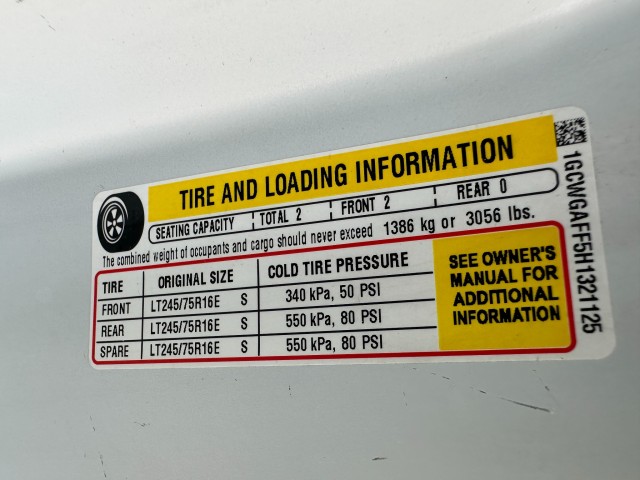 TIRE AND LOADING INFORMATION
SEATING CAPACITY TOTAL 2 FRONT 2 REAR 0
The combined weight of occupants and cargo should never exceed 1386 kg or 3056 lbs.
TIRE ORIGINAL SIZE COLD TIRE PRESSURE
FRONT LT245/75R16E S 340 kPa, 50 PSI
REAR LT245/75R16E S 550 kPa, 80 PSI
SPARE LT245/75R16E S 550 kPa, 80 PSI
SEE OWNER'S
MANUAL FOR
ADDITIONAL
INFORMATION
1GCWGAFF5H1321125